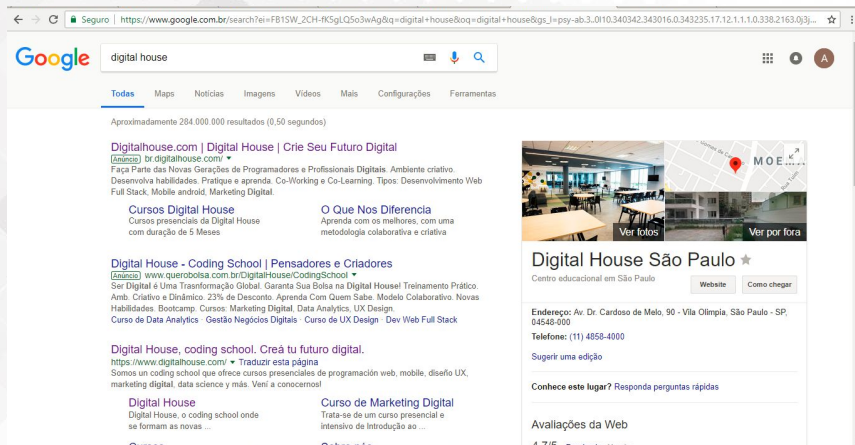 Seguro | https://www.google.com.br/search?ei=FB1SW_2CH-fK5gLQ5o3wAg&q=digital+house&oq=digital+house&gs_l=psy-ab.3..0l10.340342.343016.0.343235.17.12.1.1.1.0.338.2163.0j3j...
Google
digital house
A
Todas Maps Notícias Imagens Vídeos Mais Configurações Ferramentas
Aproximadamente 284.000.000 resultados (0,50 segundos)
Digitalhouse.com | Digital House | Crie Seu Futuro Digital
Anúncio br.digitalhouse.com/
Faça Parte das Novas Gerações de Programadores e Profissionais Digitais. Ambiente criativo.
Desenvolva habilidades. Pratique e aprenda. Co-Working e Co-Learning. Tipos: Desenvolvimento Web
Full Stack, Mobile android, Marketing Digital.
Cursos Digital House
Cursos presenciais da Digital House
com duração de 5 Meses
O Que Nos Diferencia
Aprenda com os melhores, com uma
metodologia colaborativa e criativa
Digital House - Coding School | Pensadores e Criadores
Anúncio www.querobolsa.com.br/DigitalHouse/CodingSchool
Ser Digital é Uma Trasnformação Global. Garanta Sua Bolsa na Digital House! Treinamento Prático.
Amb. Criativo e Dinâmico. 23% de Desconto. Aprenda Com Quem Sabe. Modelo Colaborativo. Novas
Habilidades. Bootcamp. Cursos: Marketing Digital, Data Analytics, UX Design.
Curso de Data Analytics · Gestão Negócios Digitais · Curso de UX Design · Dev Web Full Stack
Digital House, coding school. Creá tu futuro digital.
https://www.digitalhouse.com/ Traduzir esta página
Somos un coding school que ofrece cursos presenciales de programación web, mobile, diseño UX,
marketing digital, data science y más. Vení a conocernos!
Digital House
Digital House, o coding school onde
se formam as novas ...
Curso de Marketing Digital
Trata-se de um curso presencial e
intensivo de Introdução ao ...
Cursos
Sobre nós
MOEM
Rua Tomé
Ver fotos
Ver por fora
Digital House São Paulo
Centro educacional em São Paulo
Website
Como chegar
Endereço: Av. Dr. Cardoso de Melo, 90 - Vila Olímpia, São Paulo - SP,
04548-000
Telefone: (11) 4858-4000
Sugerir uma edição
Conhece este lugar? Responda perguntas rápidas
Avaliações da Web
4,7/5